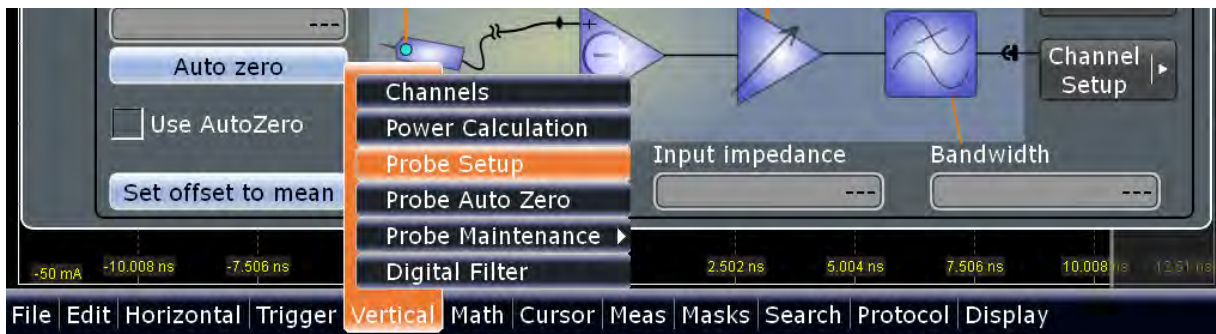 ---
Auto zero
Use AutoZero
Set offset to mean
Channel
Setup
Input impedance
---
Bandwidth
---
Channels
Power Calculation
Probe Setup
Probe Auto Zero
Probe Maintenance
Digital Filter
-50 mA -10.008 ns -7.506 ns 2.502 ns 5.004 ns 7.506 ns 10.008 ns 12.51 ns
File Edit Horizontal Trigger Vertical Math Cursor Meas Masks Search Protocol Display